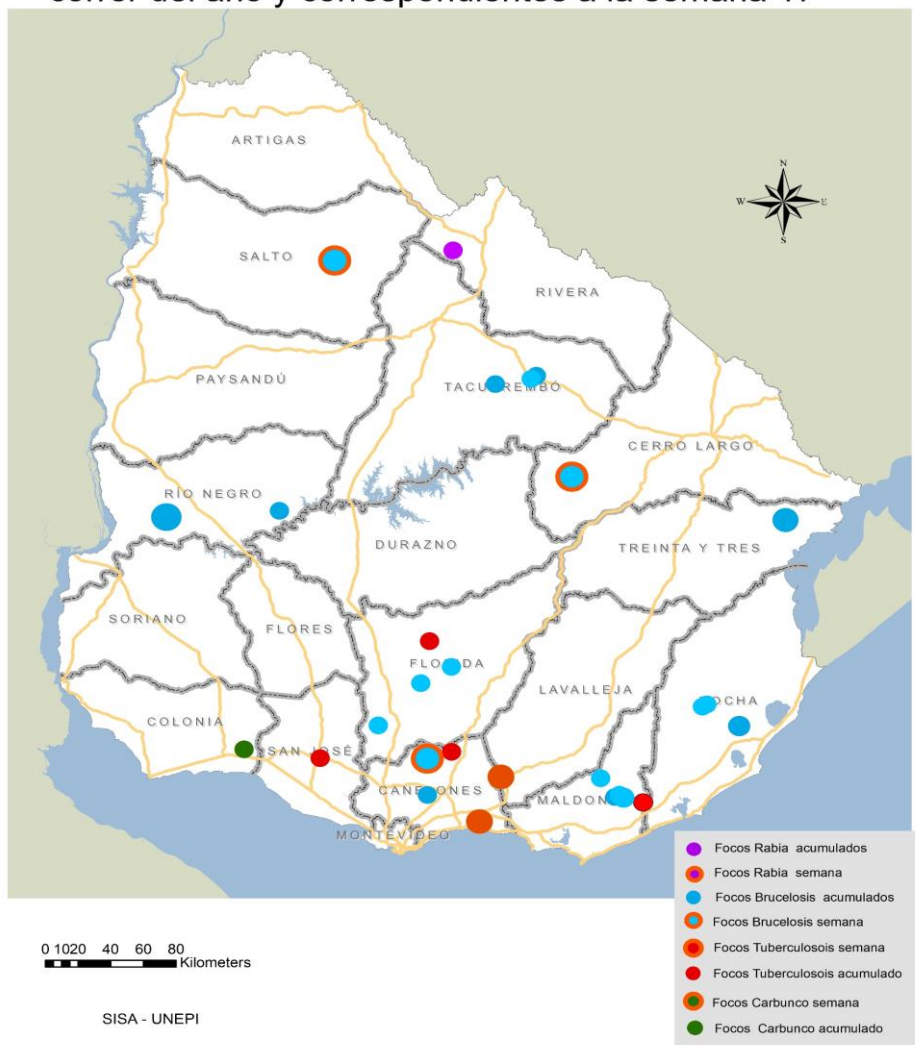 correr del año y correspondientes a la semana
ARTIGAS
N
W
E
S
SALTO
RIVERA
PAYSANDÚ
TACUAREMBÓ
CERRO LARGO
RÍO NEGRO
DURAZNO
TREINTA Y TRES
SORIANO
FLORES
FLORIDA
LAVALLEJA
ROCHA
COLONIA
SAN JOSÉ
CANELONES
MALDON
MONTEVIDEO
Focos Rabia acumulados
Focos Rabia semana
Focos Brucelosis acumulados
Focos Brucelosis semana
Focos Tuberculosois semana
Focos Tuberculosois acumulado
Focos Carbunco semana
Focos Carbunco acumulado
0 10 20 40 60 80
Kilometers
SISA - UNEPI